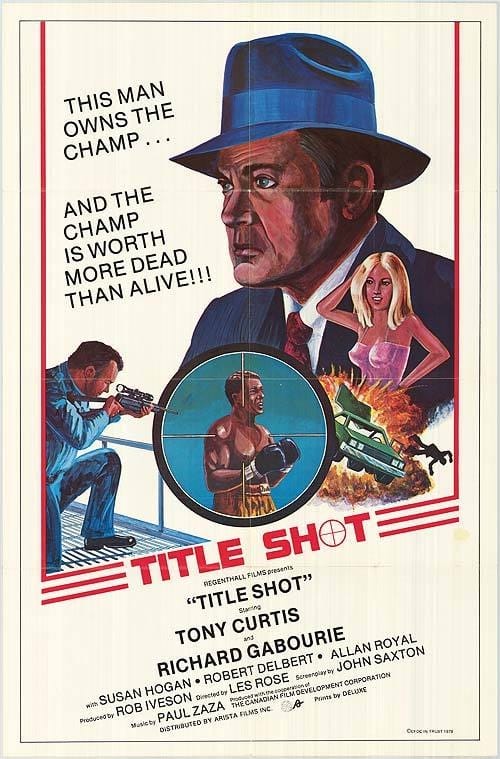 THIS MAN
OWNS THE
CHAMP . . .
AND THE
CHAMP
IS WORTH
MORE DEAD
THAN ALIVE!!!
TITLE SHOT
REGENTHALL FILMS presents
“TITLE SHOT”
Starring
TONY CURTIS
and
RICHARD GABOURIE
with SUSAN HOGAN • ROBERT DELBERT • ALLAN ROYAL
Produced by ROB IVESON Directed by LES ROSE Screenplay by JOHN SAXTON
Music by PAUL ZAZA Produced with the cooperation of THE CANADIAN FILM DEVELOPMENT CORPORATION
DISTRIBUTED BY ARISTA FILMS INC. Prints by DELUXE